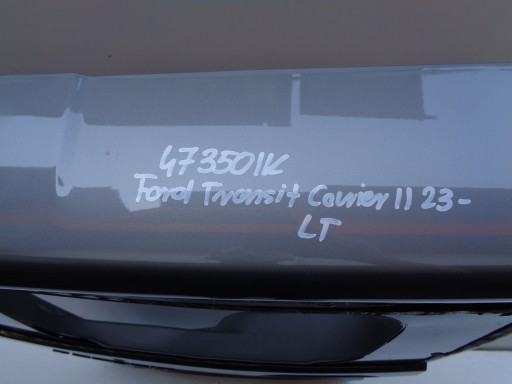 473501K
Ford Transit Courier II 23-
LT